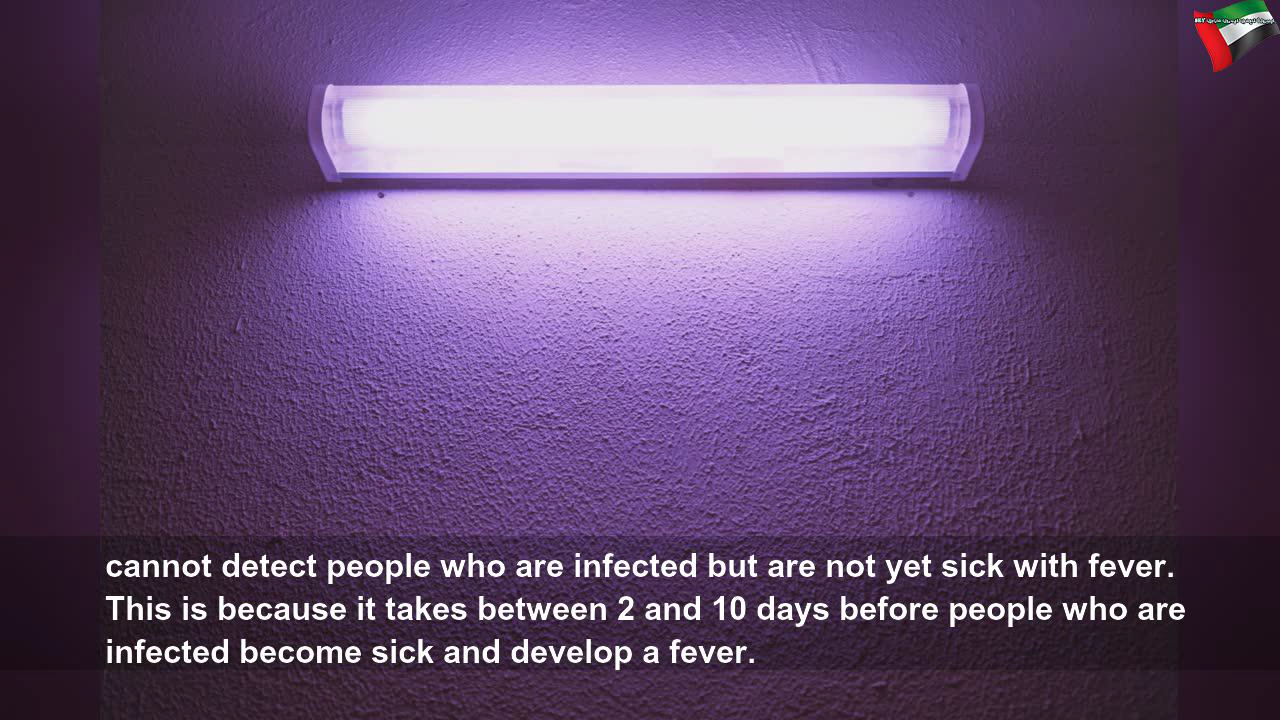 cannot detect people who are infected but are not yet sick with fever.
This is because it takes between 2 and 10 days before people who are
infected become sick and develop a fever.